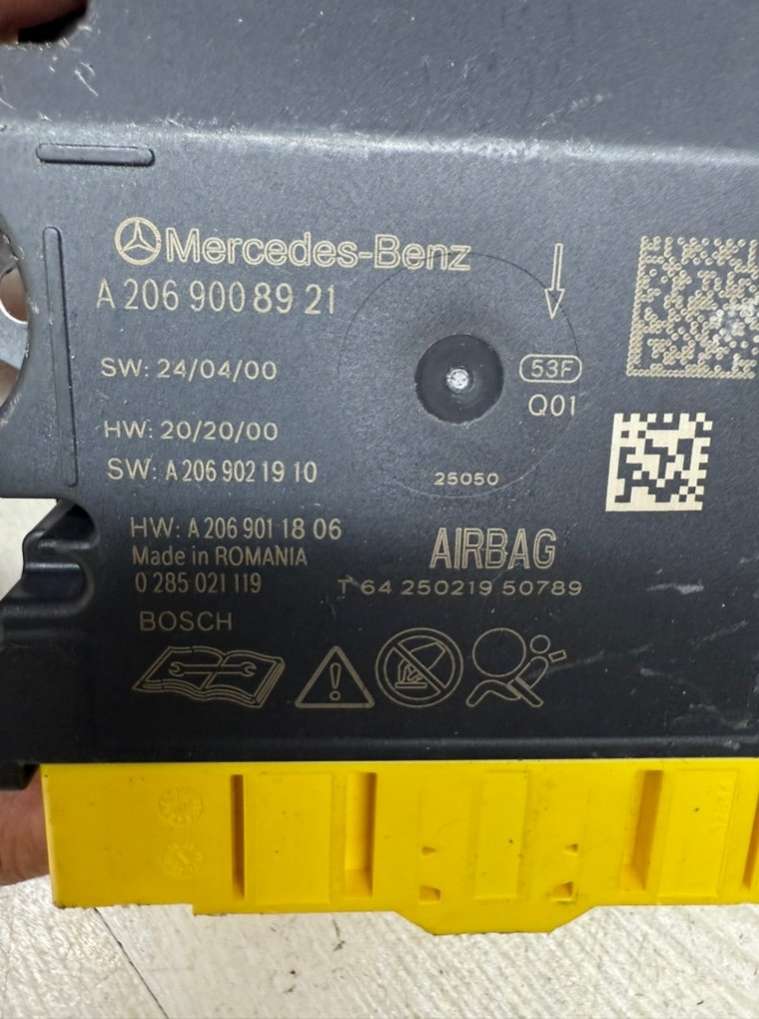 Mercedes-Benz
A 206 900 89 21
SW: 24/04/00
53F
Q01
HW: 20/20/00
SW: A 206 902 19 10
25050
HW: A 206 901 18 06
AIRBAG
Made in ROMANIA
0 285 021 119
T 64 250219 50789
BOSCH